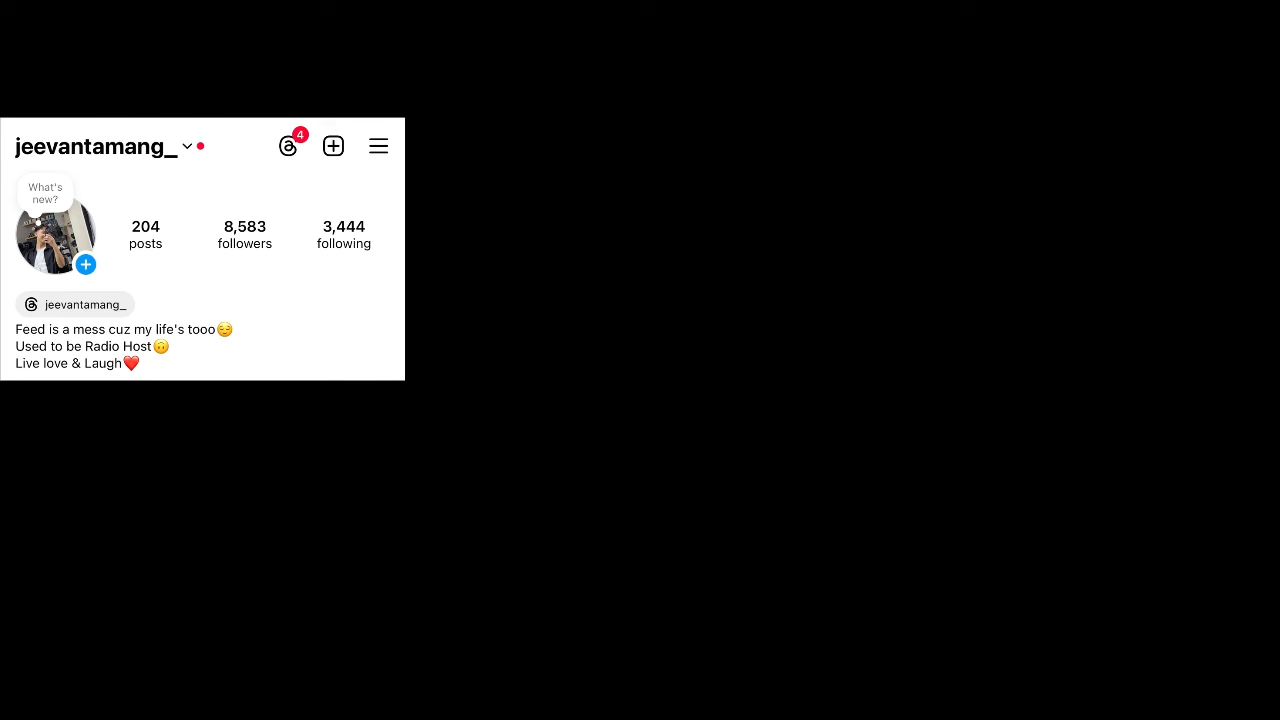 jeevantamang_
4
What's
new?
204
posts
8,583
followers
3,444
following
jeevantamang_
Feed is a mess cuz my life's tooo😌
Used to be Radio Host🙃
Live love & Laugh❤️